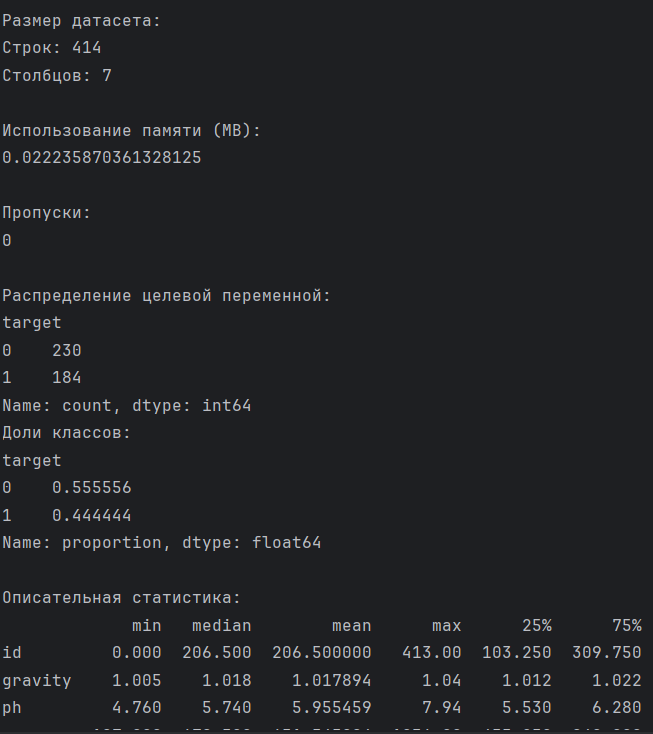 Размер датасета:
Строк: 414
Столбцов: 7
Использование памяти (MB):
0.022235870361328125
Пропуски:
0
Распределение целевой переменной:
target
0    230
1    184
Name: count, dtype: int64
Доли классов:
target
0    0.555556
1    0.444444
Name: proportion, dtype: float64
Описательная статистика:
             min   median        mean      max      25%      75%
id         0.000  206.500  206.500000   413.00  103.250  309.750
gravity    1.005    1.018    1.017894     1.04    1.012    1.022
ph         4.760    5.740    5.955459     7.94    5.530    6.280